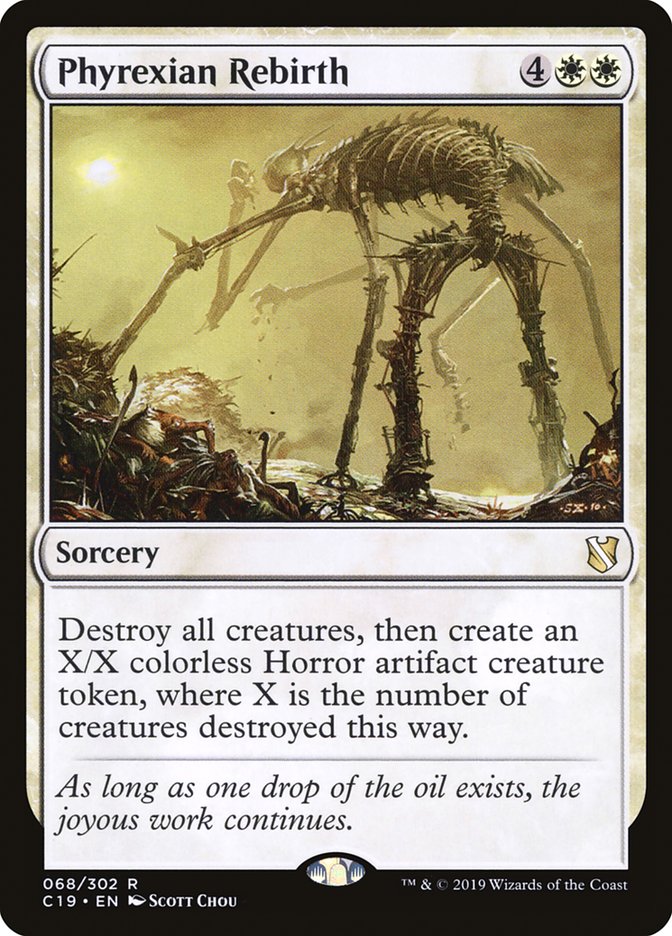 Phyrexian Rebirth 4
·SZ·10·
Sorcery
Destroy all creatures, then create an
X/X colorless Horror artifact creature
token, where X is the number of
creatures destroyed this way.
As long as one drop of the oil exists, the
joyous work continues.
068/302 R
C19 • EN Scott Chou
™ & © 2019 Wizards of the Coast